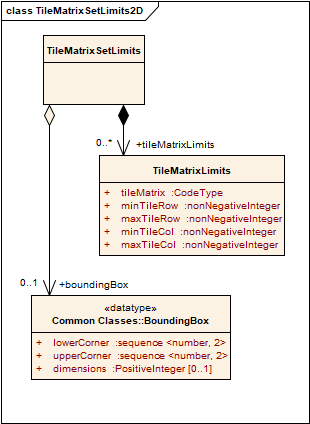 class TileMatrixSetLimits2D
TileMatrixSetLimits
0..* +tileMatrixLimits
TileMatrixLimits
+ tileMatrix :CodeType
+ minTileRow :nonNegativeInteger
+ maxTileRow :nonNegativeInteger
+ minTileCol :nonNegativeInteger
+ maxTileCol :nonNegativeInteger
0..1 +boundingBox
«datatype»
Common Classes::BoundingBox
+ lowerCorner :sequence <number, 2>
+ upperCorner :sequence <number, 2>
+ dimensions :PositiveInteger [0..1]